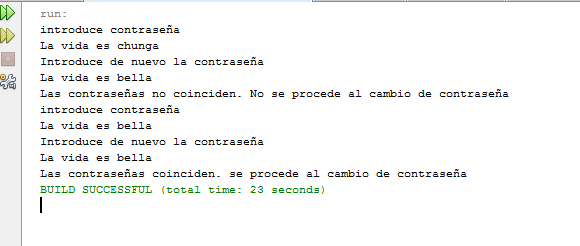 run:
introduce contraseña
La vida es chunga
Introduce de nuevo la contraseña
La vida es bella
Las contraseñas no coinciden. No se procede al cambio de contraseña
introduce contraseña
La vida es bella
Introduce de nuevo la contraseña
La vida es bella
Las contraseñas coinciden. se procede al cambio de contraseña
BUILD SUCCESSFUL (total time: 23 seconds)